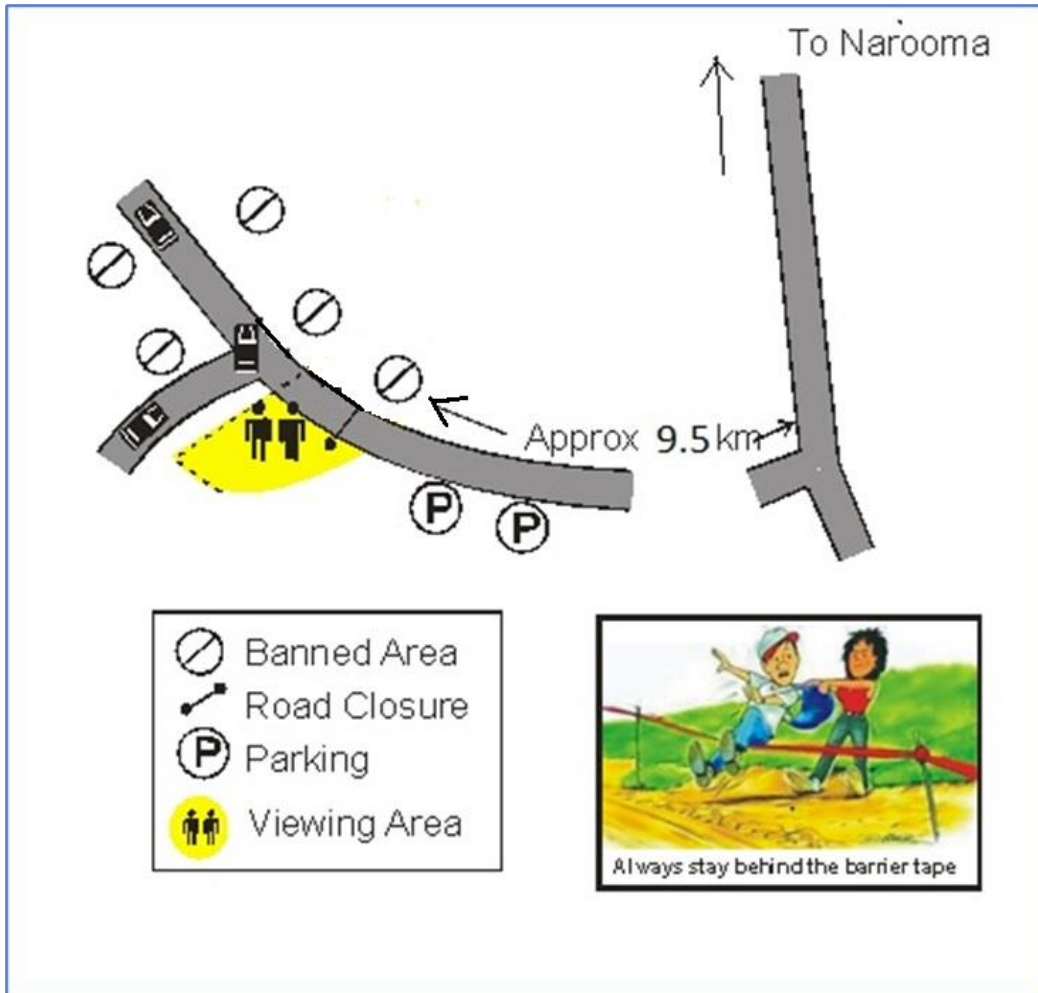 To Narooma
Approx 9.5 km
P
P
Banned Area
Road Closure
P Parking
Viewing Area
Always stay behind the barrier tape